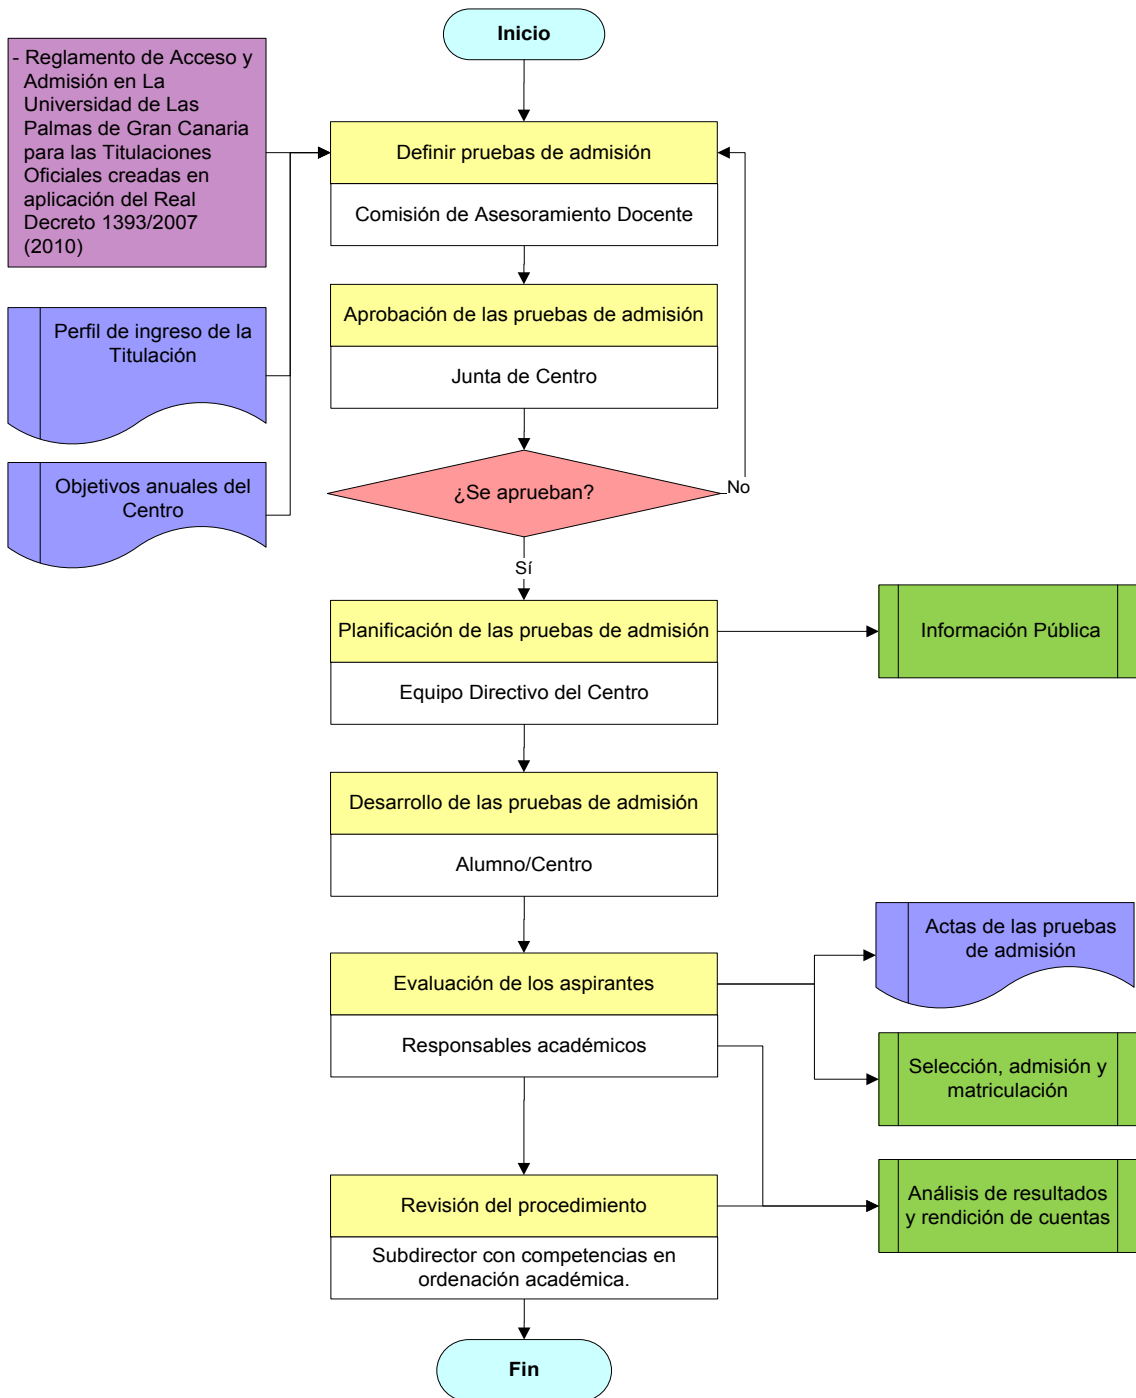 Inicio
- Reglamento de Acceso y
Admisión en La
Universidad de Las
Palmas de Gran Canaria
para las Titulaciones
Oficiales creadas en
aplicación del Real
Decreto 1393/2007
(2010)
Definir pruebas de admisión
Comisión de Asesoramiento Docente
Aprobación de las pruebas de admisión
Junta de Centro
Perfil de ingreso de la
Titulación
Objetivos anuales del
Centro
¿Se aprueban?
No
Sí
Planificación de las pruebas de admisión
Equipo Directivo del Centro
Información Pública
Desarrollo de las pruebas de admisión
Alumno/Centro
Evaluación de los aspirantes
Responsables académicos
Actas de las pruebas
de admisión
Selección, admisión y
matriculación
Revisión del procedimiento
Subdirector con competencias en
ordenación académica.
Análisis de resultados
y rendición de cuentas
Fin